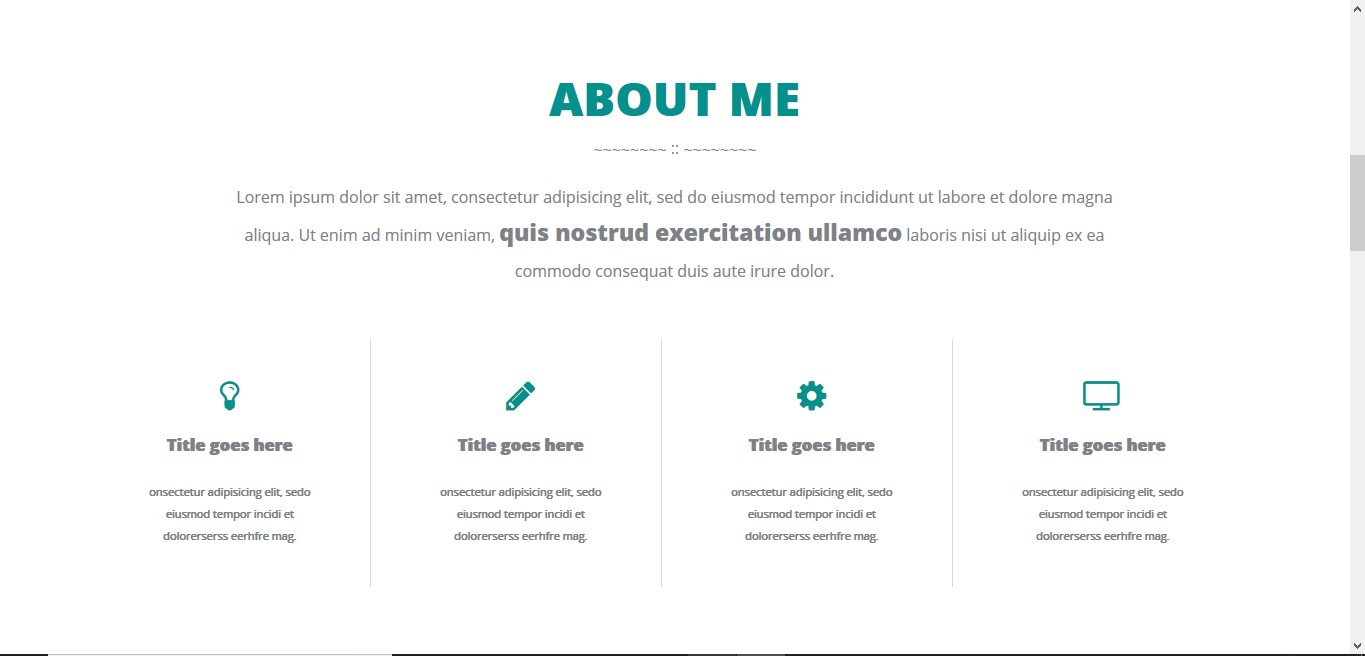 ABOUT ME
~~~~~~~~ :: ~~~~~~~~
Lorem ipsum dolor sit amet, consectetur adipisicing elit, sed do eiusmod tempor incididunt ut labore et dolore magna
aliqua. Ut enim ad minim veniam, quis nostrud exercitation ullamco laboris nisi ut aliquip ex ea
commodo consequat duis aute irure dolor.
Title goes here
onsectetur adipisicing elit, sedo
eiusmod tempor incidi et
dolorerserss eerhfre mag.
Title goes here
onsectetur adipisicing elit, sedo
eiusmod tempor incidi et
dolorerserss eerhfre mag.
Title goes here
onsectetur adipisicing elit, sedo
eiusmod tempor incidi et
dolorerserss eerhfre mag.
Title goes here
onsectetur adipisicing elit, sedo
eiusmod tempor incidi et
dolorerserss eerhfre mag.